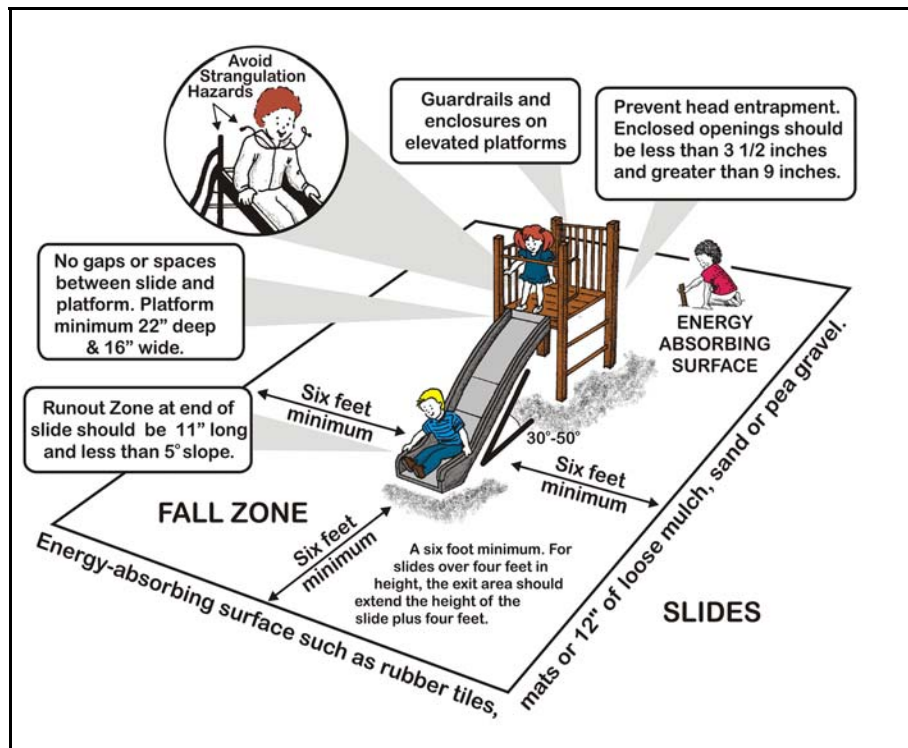 Avoid
Strangulation
Hazards
Guardrails and
enclosures on
elevated platforms
Prevent head entrapment.
Enclosed openings should
be less than 3 1/2 inches
and greater than 9 inches.
No gaps or spaces
between slide and
platform. Platform
minimum 22” deep
& 16” wide.
ENERGY
ABSORBING
SURFACE
Runout Zone at end of
slide should be 11” long
and less than 5° slope.
Six feet
minimum
30°-50°
Six feet
minimum
FALL ZONE
Six feet
minimum
A six foot minimum. For
slides over four feet in
height, the exit area should
extend the height of the
slide plus four feet.
SLIDES
Energy-absorbing surface such as rubber tiles,
mats or 12" of loose mulch, sand or pea gravel.